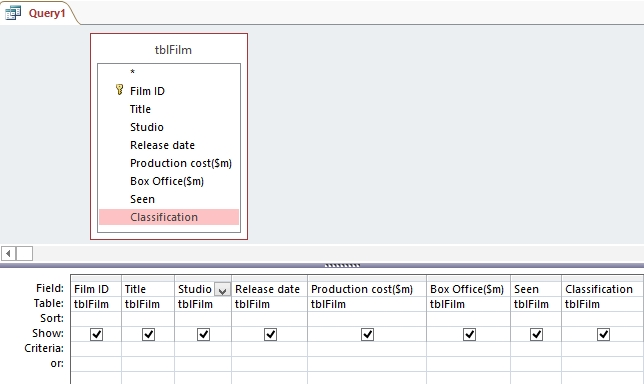 Query1
tblFilm
*
Film ID
Title
Studio
Release date
Production cost($m)
Box Office($m)
Seen
Classification
Field: Film ID Title Studio Release date Production cost($m) Box Office($m) Seen Classification
Table: tblFilm tblFilm tblFilm tblFilm tblFilm tblFilm tblFilm tblFilm
Sort:
Show:
Criteria:
or: